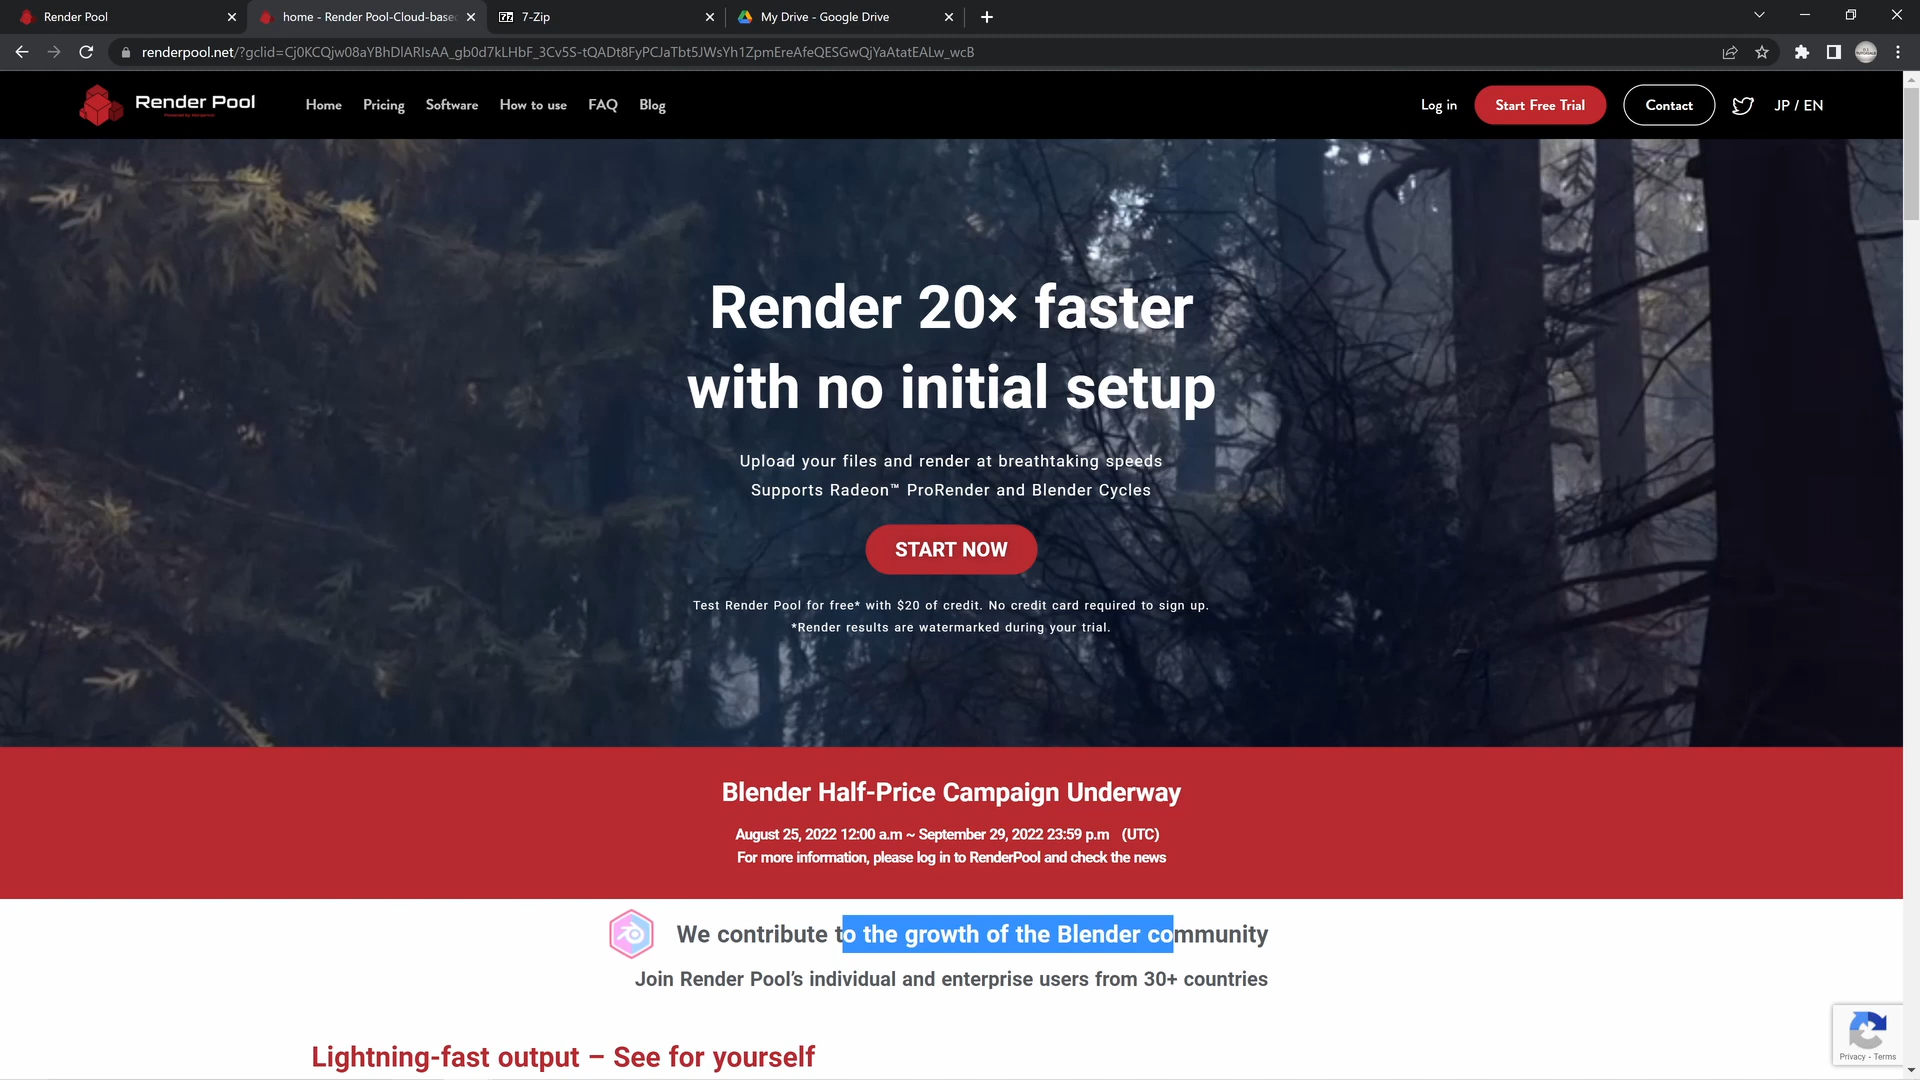 Render Pool
home - Render Pool-Cloud-base
7-Zip
My Drive - Google Drive
renderpool.net/?gclid=Cj0KCQjw08aYBhDlARIsAA_gb0d7kLHbF_3Cv5S-tQADt8FyPCJaTbt5JWsYh1ZpmEreAfeQESGwQjYaAtatEALw_wcB
Render Pool
Home Pricing Software How to use FAQ Blog
Log in Start Free Trial Contact JP / EN
Render 20× faster
with no initial setup
Upload your files and render at breathtaking speeds
Supports Radeon™ ProRender and Blender Cycles
START NOW
Test Render Pool for free* with $20 of credit. No credit card required to sign up.
*Render results are watermarked during your trial.
Blender Half-Price Campaign Underway
August 25, 2022 12:00 a.m ~ September 29, 2022 23:59 p.m (UTC)
For more information, please log in to RenderPool and check the news
We contribute to the growth of the Blender community
Join Render Pool’s individual and enterprise users from 30+ countries
Lightning-fast output – See for yourself
Privacy - Terms